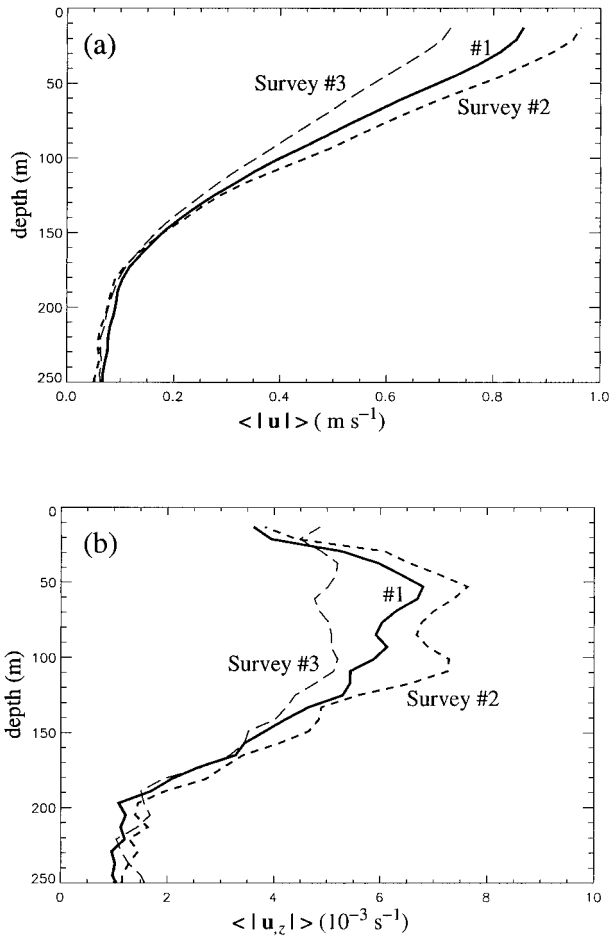 (a)
0
50
100
150
200
250
depth (m)
Survey #3
#1
Survey #2
0.0 0.2 0.4 0.6 0.8 1.0
< | u | > ( m s⁻¹)
(b)
0
50
100
150
200
250
depth (m)
#1
Survey #3
Survey #2
0 2 4 6 8 10
< | u,z | > (10⁻³ s⁻¹)